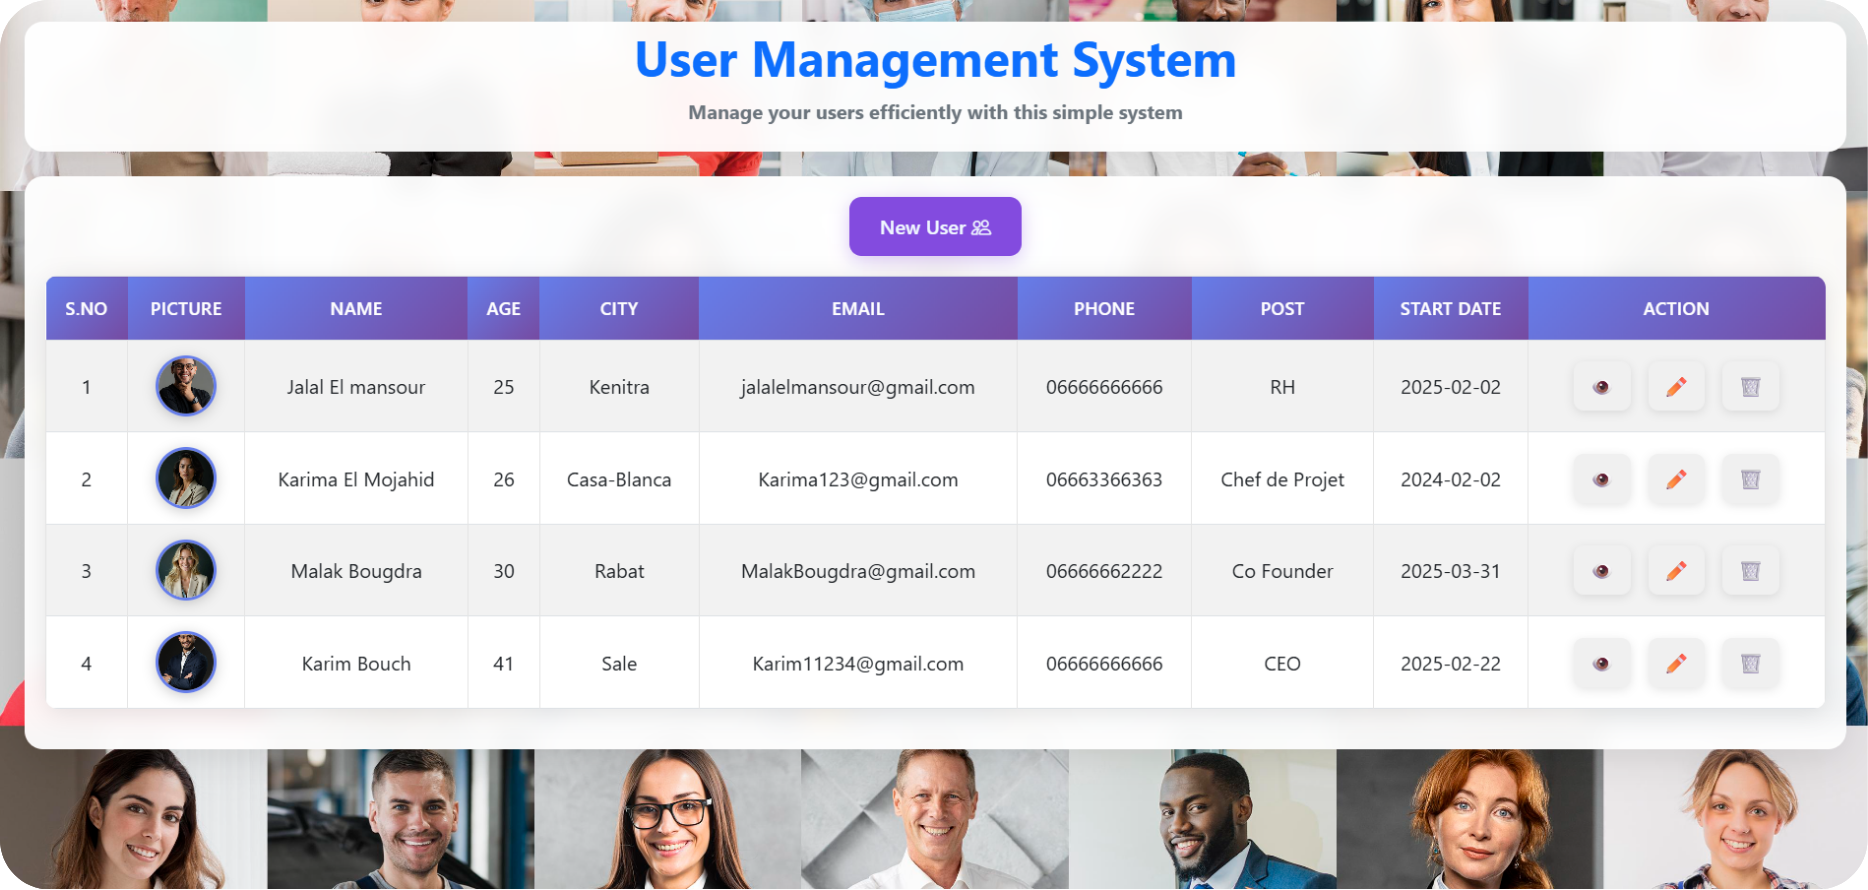 User Management System
Manage your users efficiently with this simple system
New User
S.NO PICTURE NAME AGE CITY EMAIL PHONE POST START DATE ACTION
1 Jalal El mansour 25 Kenitra jalalelmansour@gmail.com 06666666666 RH 2025-02-02
2 Karima El Mojahid 26 Casa-Blanca Karima123@gmail.com 06663366363 Chef de Projet 2024-02-02
3 Malak Bougdra 30 Rabat MalakBougdra@gmail.com 06666662222 Co Founder 2025-03-31
4 Karim Bouch 41 Sale Karim11234@gmail.com 06666666666 CEO 2025-02-22